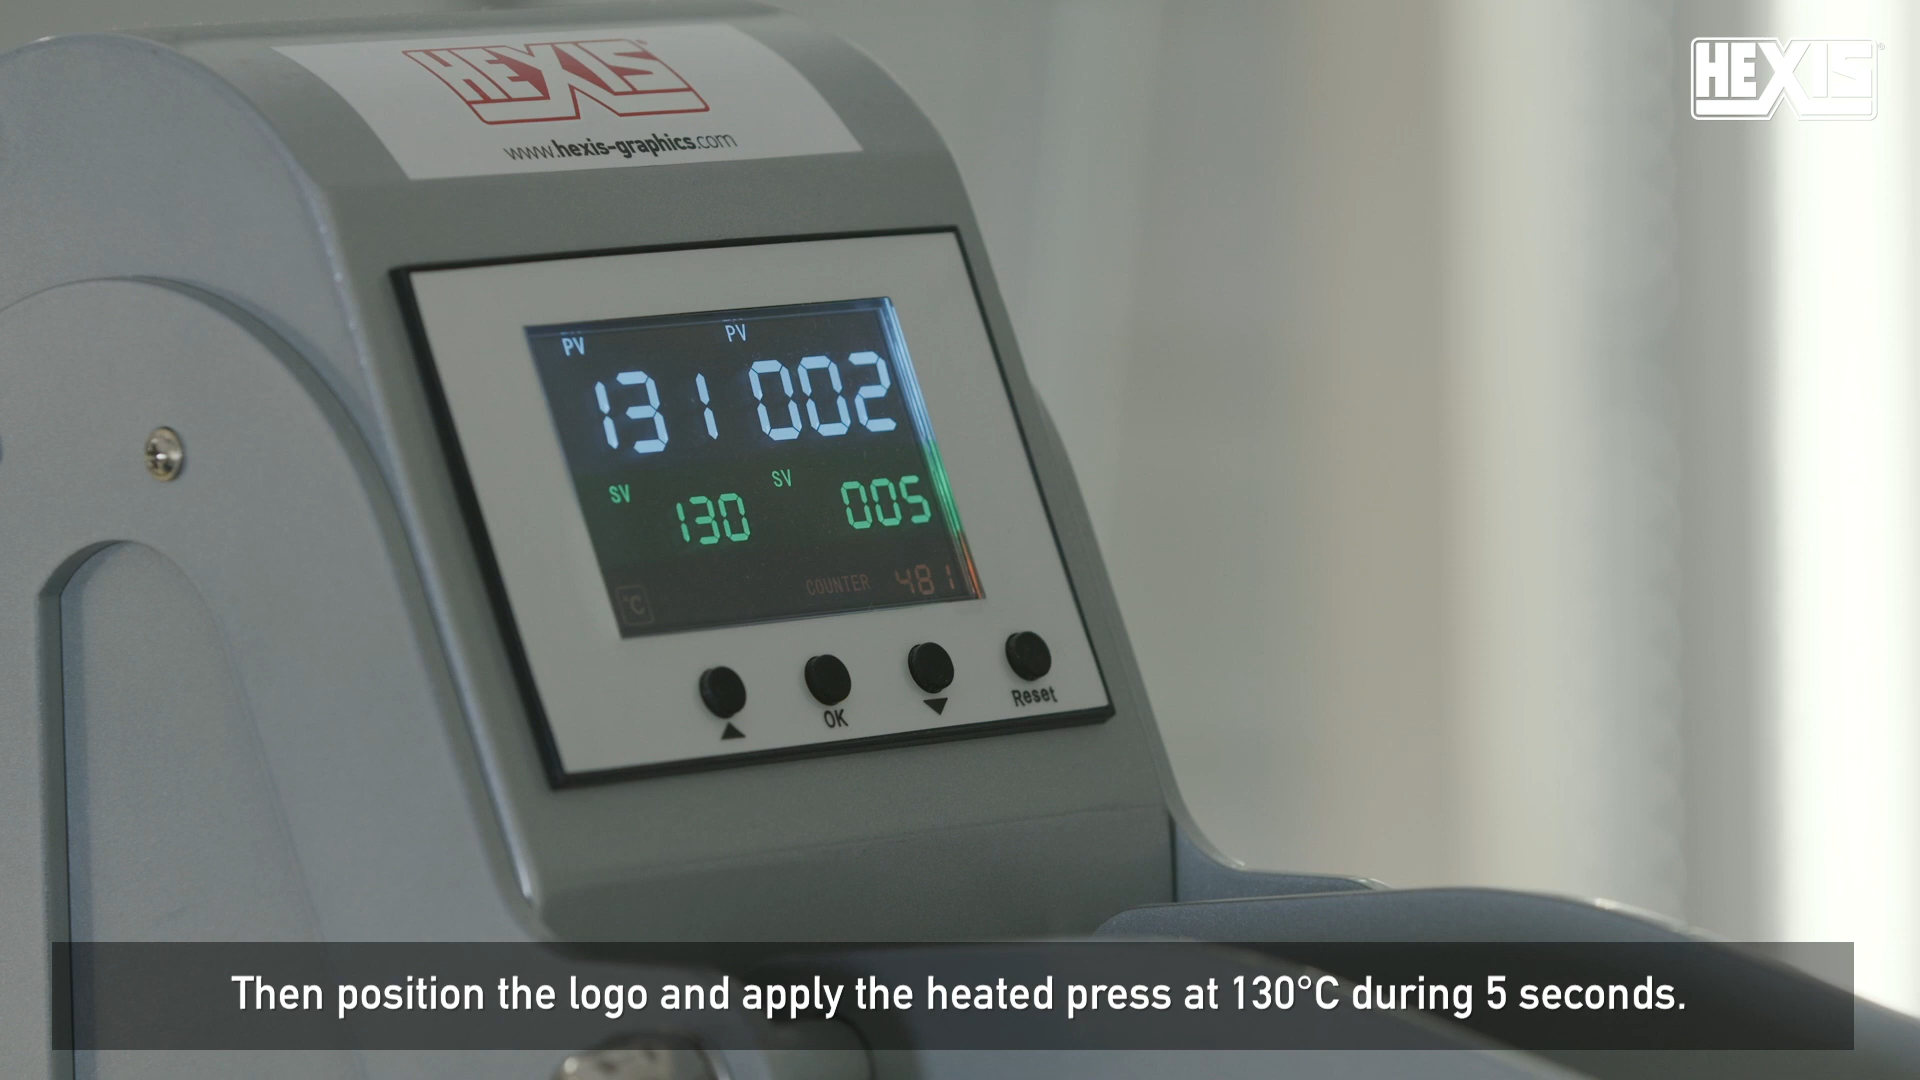 HEXIS
www.hexis-graphics.com
HEXIS
PV PV
131 002
SV SV
130 005
°C COUNTER 481
OK
Reset
Then position the logo and apply the heated press at 130°C during 5 seconds.